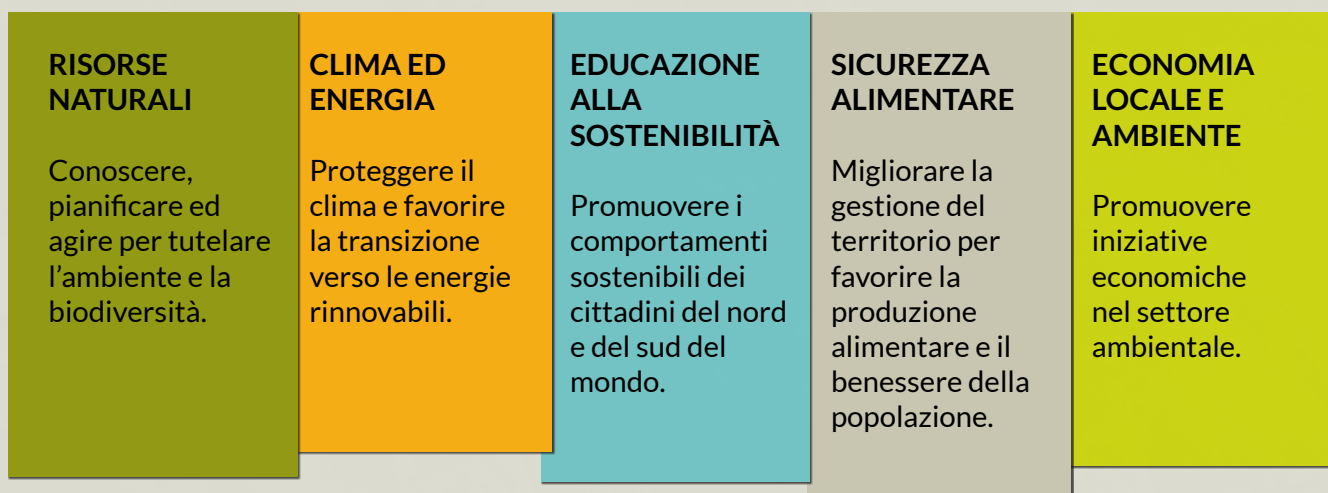 RISORSE
NATURALI
Conoscere,
pianificare ed
agire per tutelare
l’ambiente e la
biodiversità.
CLIMA ED
ENERGIA
Proteggere il
clima e favorire
la transizione
verso le energie
rinnovabili.
EDUCAZIONE
ALLA
SOSTENIBILITÀ
Promuovere i
comportamenti
sostenibili dei
cittadini del nord
e del sud del
mondo.
SICUREZZA
ALIMENTARE
Migliorare la
gestione del
territorio per
favorire la
produzione
alimentare e il
benessere della
popolazione.
ECONOMIA
LOCALE E
AMBIENTE
Promuovere
iniziative
economiche
nel settore
ambientale.